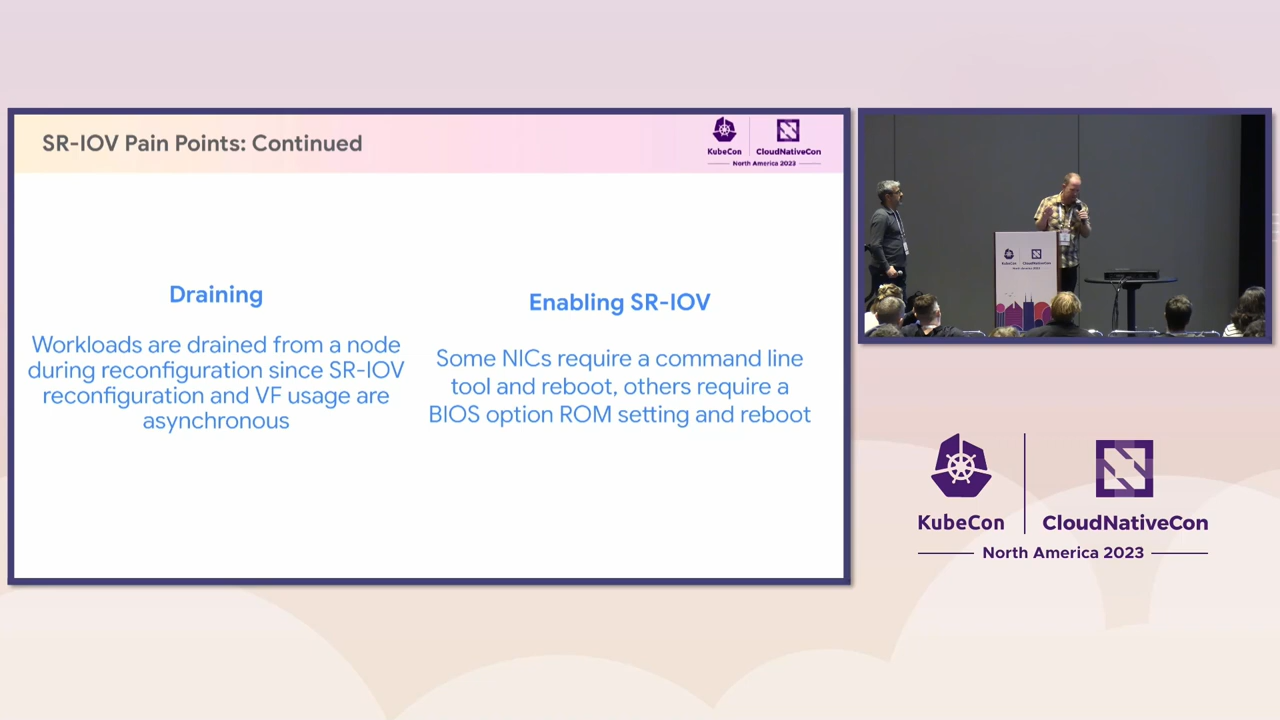 SR-IOV Pain Points: Continued
KubeCon
CloudNativeCon
North America 2023
Draining
Workloads are drained from a node
during reconfiguration since SR-IOV
reconfiguration and VF usage are
asynchronous
Enabling SR-IOV
Some NICs require a command line
tool and reboot, others require a
BIOS option ROM setting and reboot
KubeCon
CloudNativeCon
North America 2023